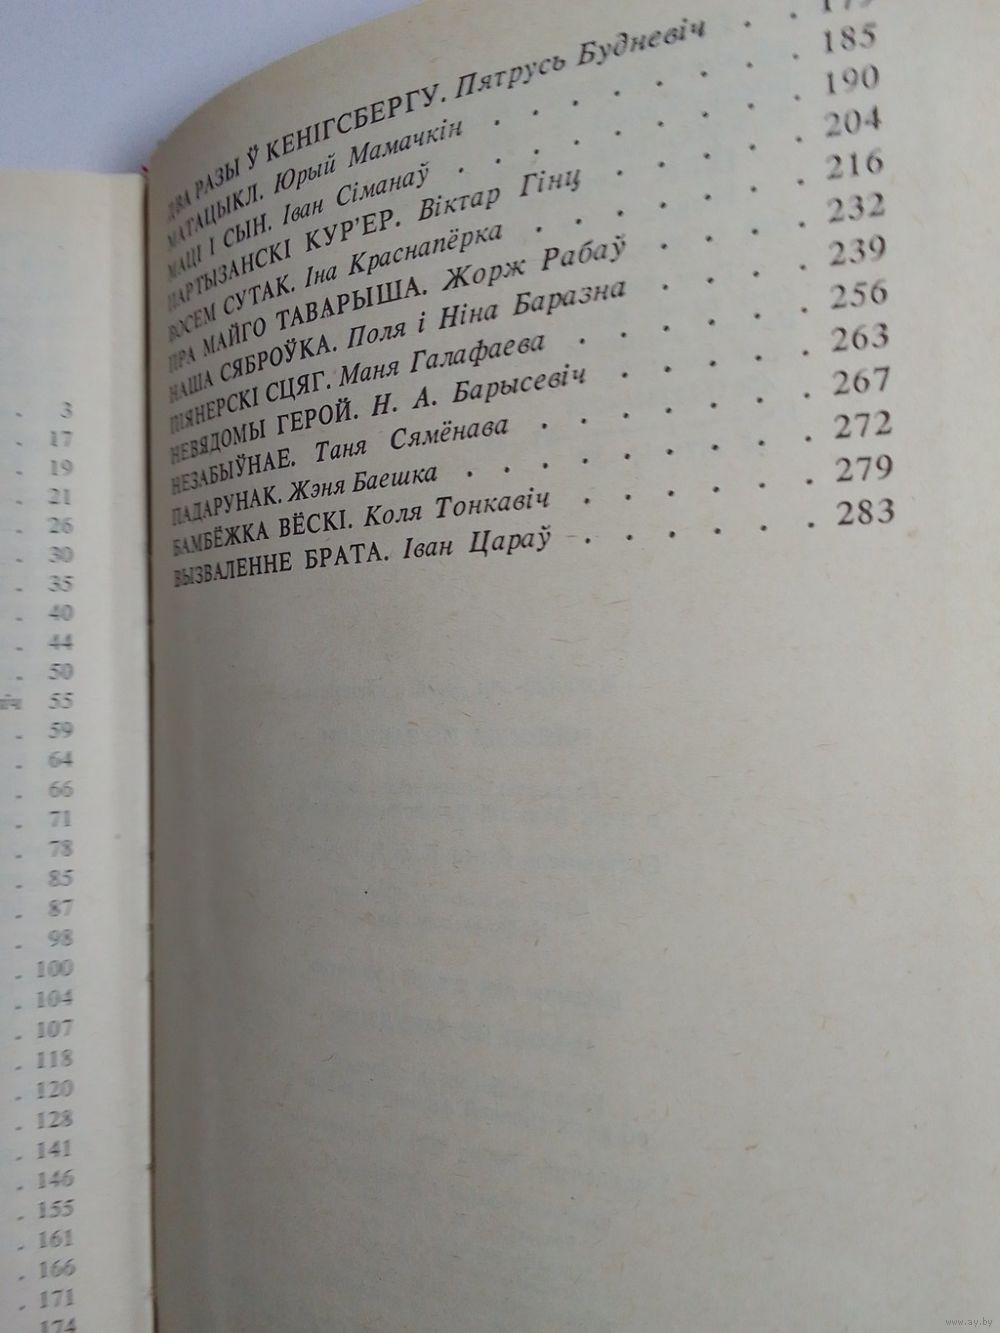 . 3
. 17
. 19
. 21
. 26
. 30
. 35
. 40
. 44
. 50
55
. 59
. 64
. 66
. 71
. 78
. 85
. 87
. 98
. 100
. 104
. 107
. 118
. 120
. 128
. 141
. 146
. 155
. 161
. 166
. 171
174
ДВА РАЗЫ Ў КЕНІГСБЕРГУ. Пятрусь Будневіч . . 179
МАТАЦЫКЛ. Юрый Мамачкін . . . . . . . 185
МАЦІ І СЫН. Іван Сіманаў . . . . . . . . 190
ПАРТЫЗАНСКІ КУР’ЕР. Віктар Гінц . . . . . 204
ВОСЕМ СУТАК. Іна Краснапёрка . . . . . . 216
ПРА МАЙГО ТАВАРЫША. Жорж Рабаў . . . . 232
НАША СЯБРОЎКА. Поля і Ніна Баразна . . . . 239
ПІЯНЕРСКІ СЦЯГ. Маня Галафаева . . . . . . 256
НЕВЯДОМЫ ГЕРОЙ. Н. А. Барысевіч . . . . . 263
НЕЗАБЫЎНАЕ. Таня Сямёнава . . . . . . . 267
ПАДАРУНАК. Жэня Баешка . . . . . . . . 272
БАМБЁЖКА ВЁСКІ. Коля Тонкавіч . . . . . . 279
ВЫЗВАЛЕННЕ БРАТА. Іван Цараў . . . . . . 283
www.ay.by